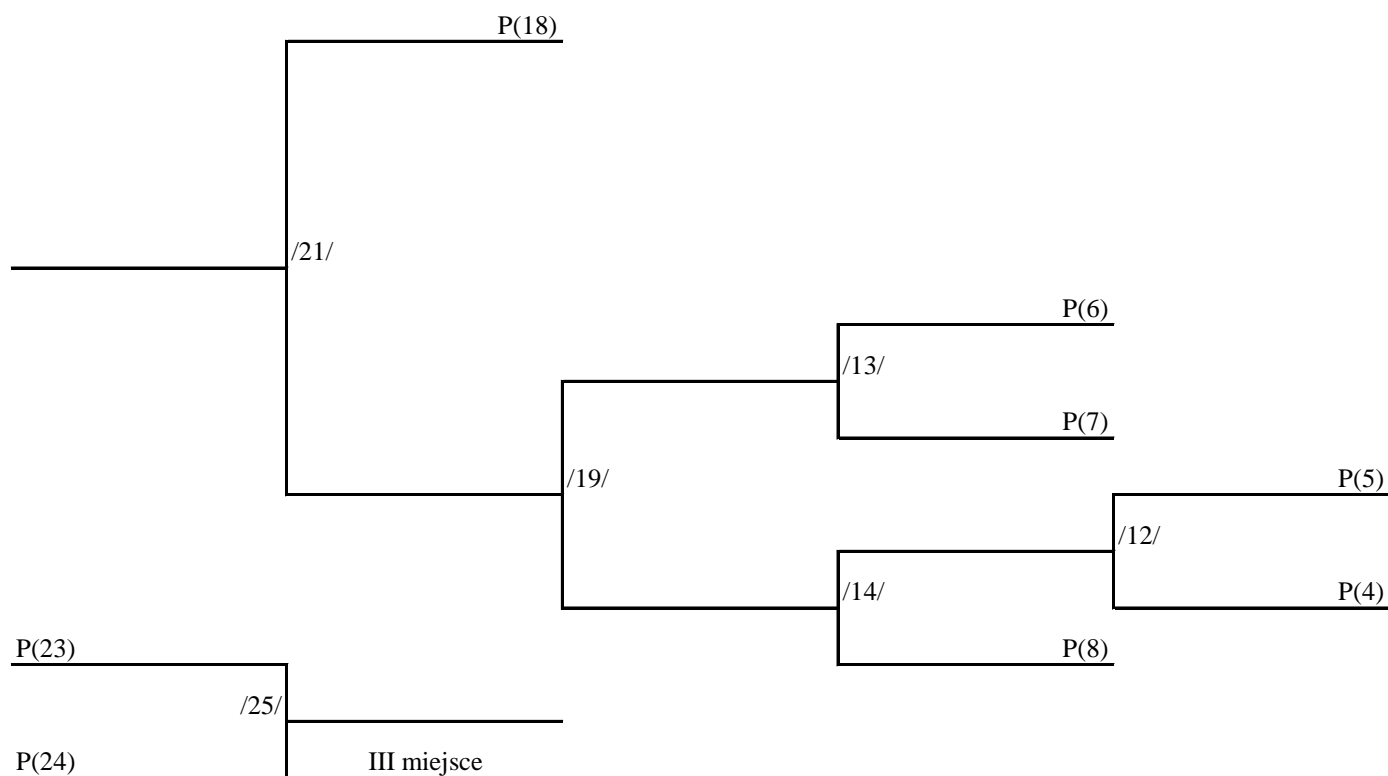 P(18)
/21/
P(6)
/13/
P(7)
/19/
P(5)
/12/
/14/
P(4)
P(23)
P(8)
/25/
P(24)
III miejsce